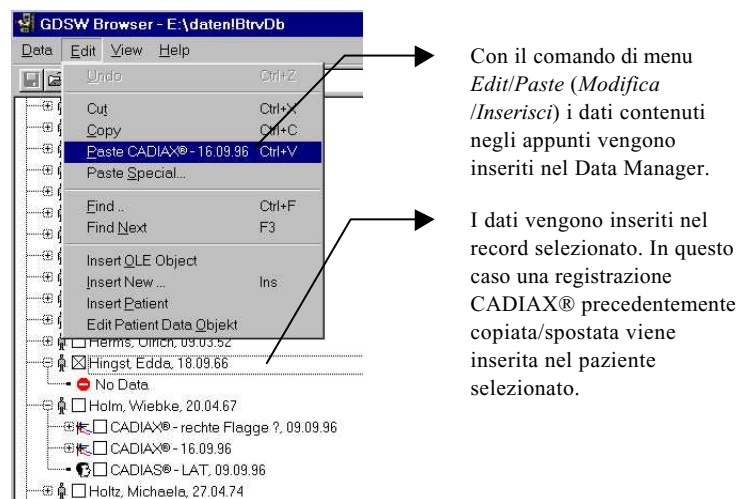 GDSW Browser - E:\daten!BtrvDb
Data Edit View Help
Undo Ctrl+Z
Cut Ctrl+X
Copy Ctrl+C
Paste CADIAX® - 16.09.96 Ctrl+V
Paste Special...
Find .. Ctrl+F
Find Next F3
Insert OLE Object
Insert New ... Ins
Insert Patient
Edit Patient Data Objekt
Herms, Ulrich, 09.03.52
Hingst, Edda, 18.09.66
No Data
Holm, Wiebke, 20.04.67
CADIAX® - rechte Flagge ?, 09.09.96
CADIAX® - 16.09.96
CADIAS® - LAT, 09.09.96
Holtz, Michaela, 27.04.74
Con il comando di menu
Edit/Paste (Modifica
/Inserisci) i dati contenuti
negli appunti vengono
inseriti nel Data Manager.
I dati vengono inseriti nel
record selezionato. In questo
caso una registrazione
CADIAX® precedentemente
copiata/spostata viene
inserita nel paziente
selezionato.